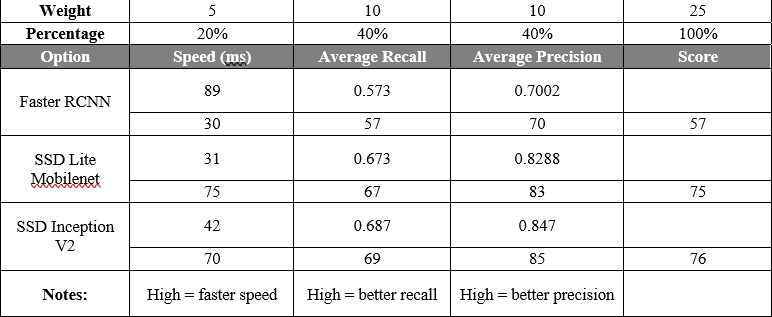 Weight 5 10 10 25
Percentage 20% 40% 40% 100%
Option Speed (ms) Average Recall Average Precision Score
Faster RCNN 89 0.573 0.7002
30 57 70 57
SSD Lite 31 0.673 0.8288
Mobilenet
75 67 83 75
SSD Inception 42 0.687 0.847
V2
70 69 85 76
Notes: High = faster speed High = better recall High = better precision